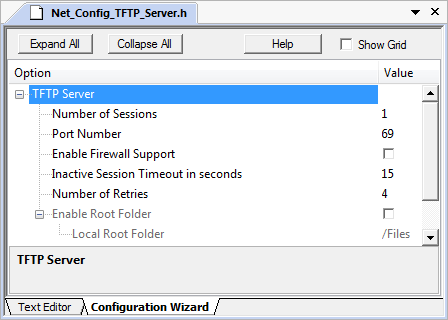 Net_Config_TFTP_Server.h
Expand All Collapse All Help Show Grid
Option Value
TFTP Server
Number of Sessions 1
Port Number 69
Enable Firewall Support
Inactive Session Timeout in seconds 15
Number of Retries 4
Enable Root Folder
Local Root Folder /Files
TFTP Server
Text Editor Configuration Wizard